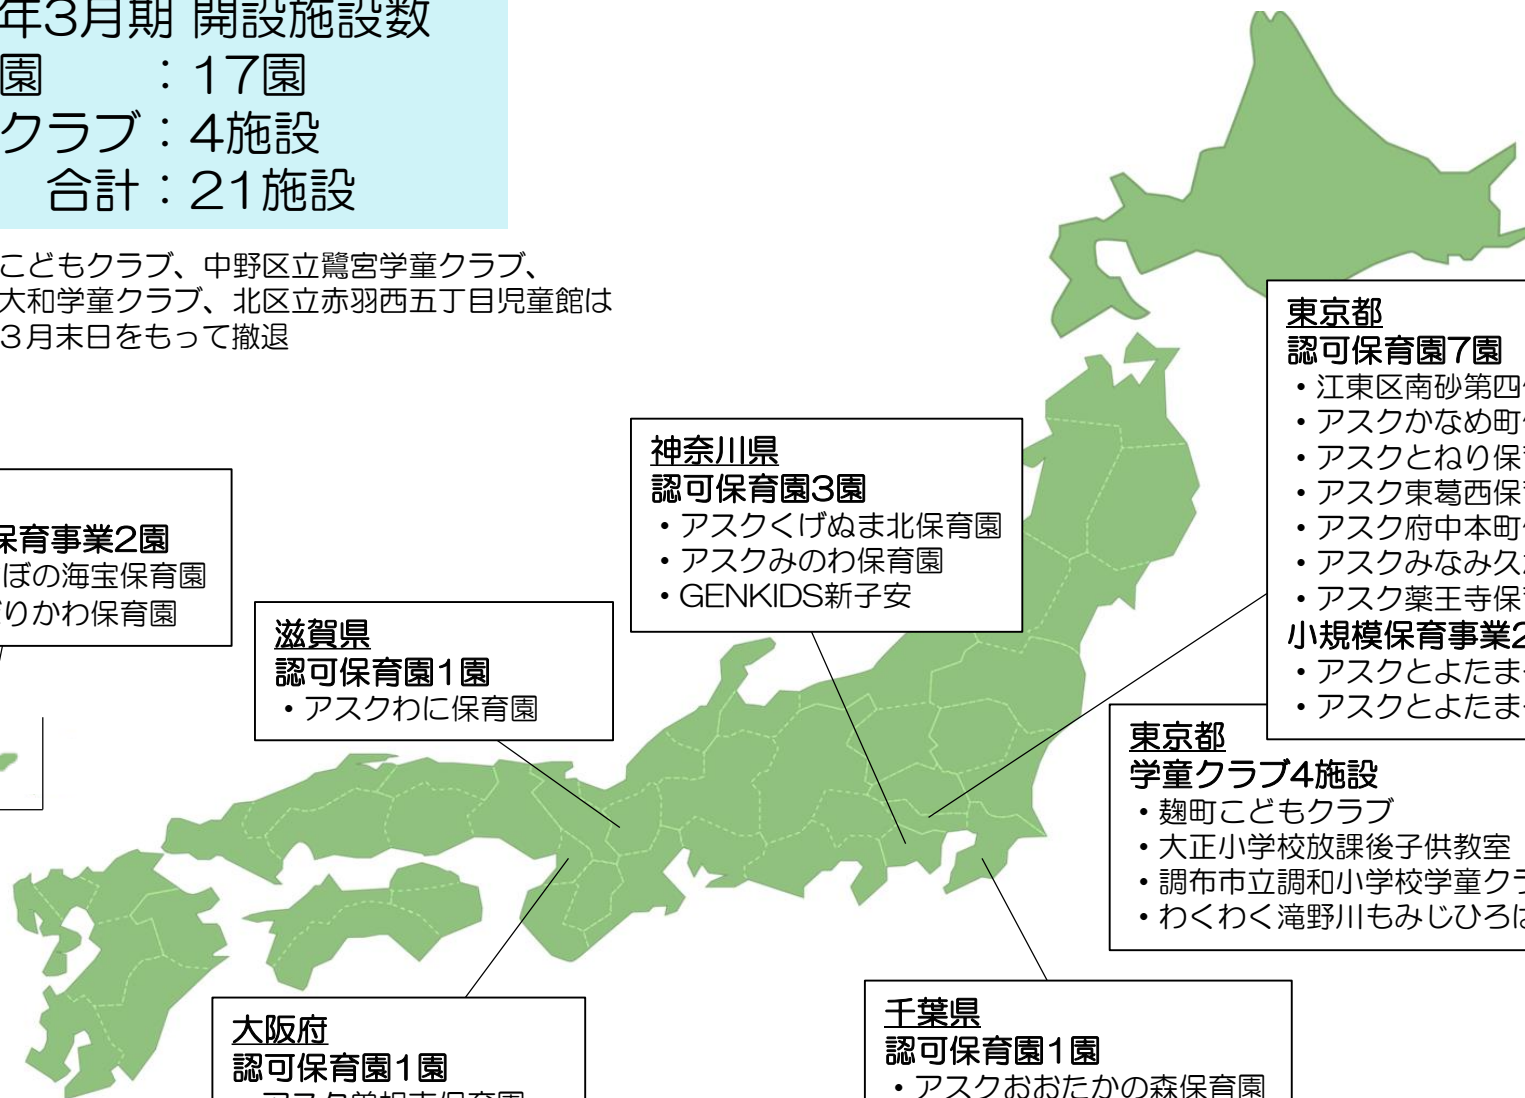 年3月期 開設施設数
園 ：17園
クラブ：4施設
合計：21施設
こどもクラブ、中野区立鷺宮学童クラブ、
大和学童クラブ、北区立赤羽西五丁目児童館は
３月末日をもって撤退
保育事業2園
ぼの海宝保育園
りかわ保育園
滋賀県
認可保育園1園
・アスクわに保育園
神奈川県
認可保育園3園
・アスクくげぬま北保育園
・アスクみのわ保育園
・GENKIDS新子安
東京都
認可保育園7園
・江東区南砂第四
・アスクかなめ町
・アスクとねり保
・アスク東葛西保
・アスク府中本町
・アスクみなみ久
・アスク薬王寺保
小規模保育事業2
・アスクとよたま
・アスクとよたま
東京都
学童クラブ4施設
・麹町こどもクラブ
・大正小学校放課後子供教室
・調布市立調和小学校学童クラ
・わくわく滝野川もみじひろば
大阪府
認可保育園1園
・アスク曽根東保育園
千葉県
認可保育園1園
・アスクおおたかの森保育園